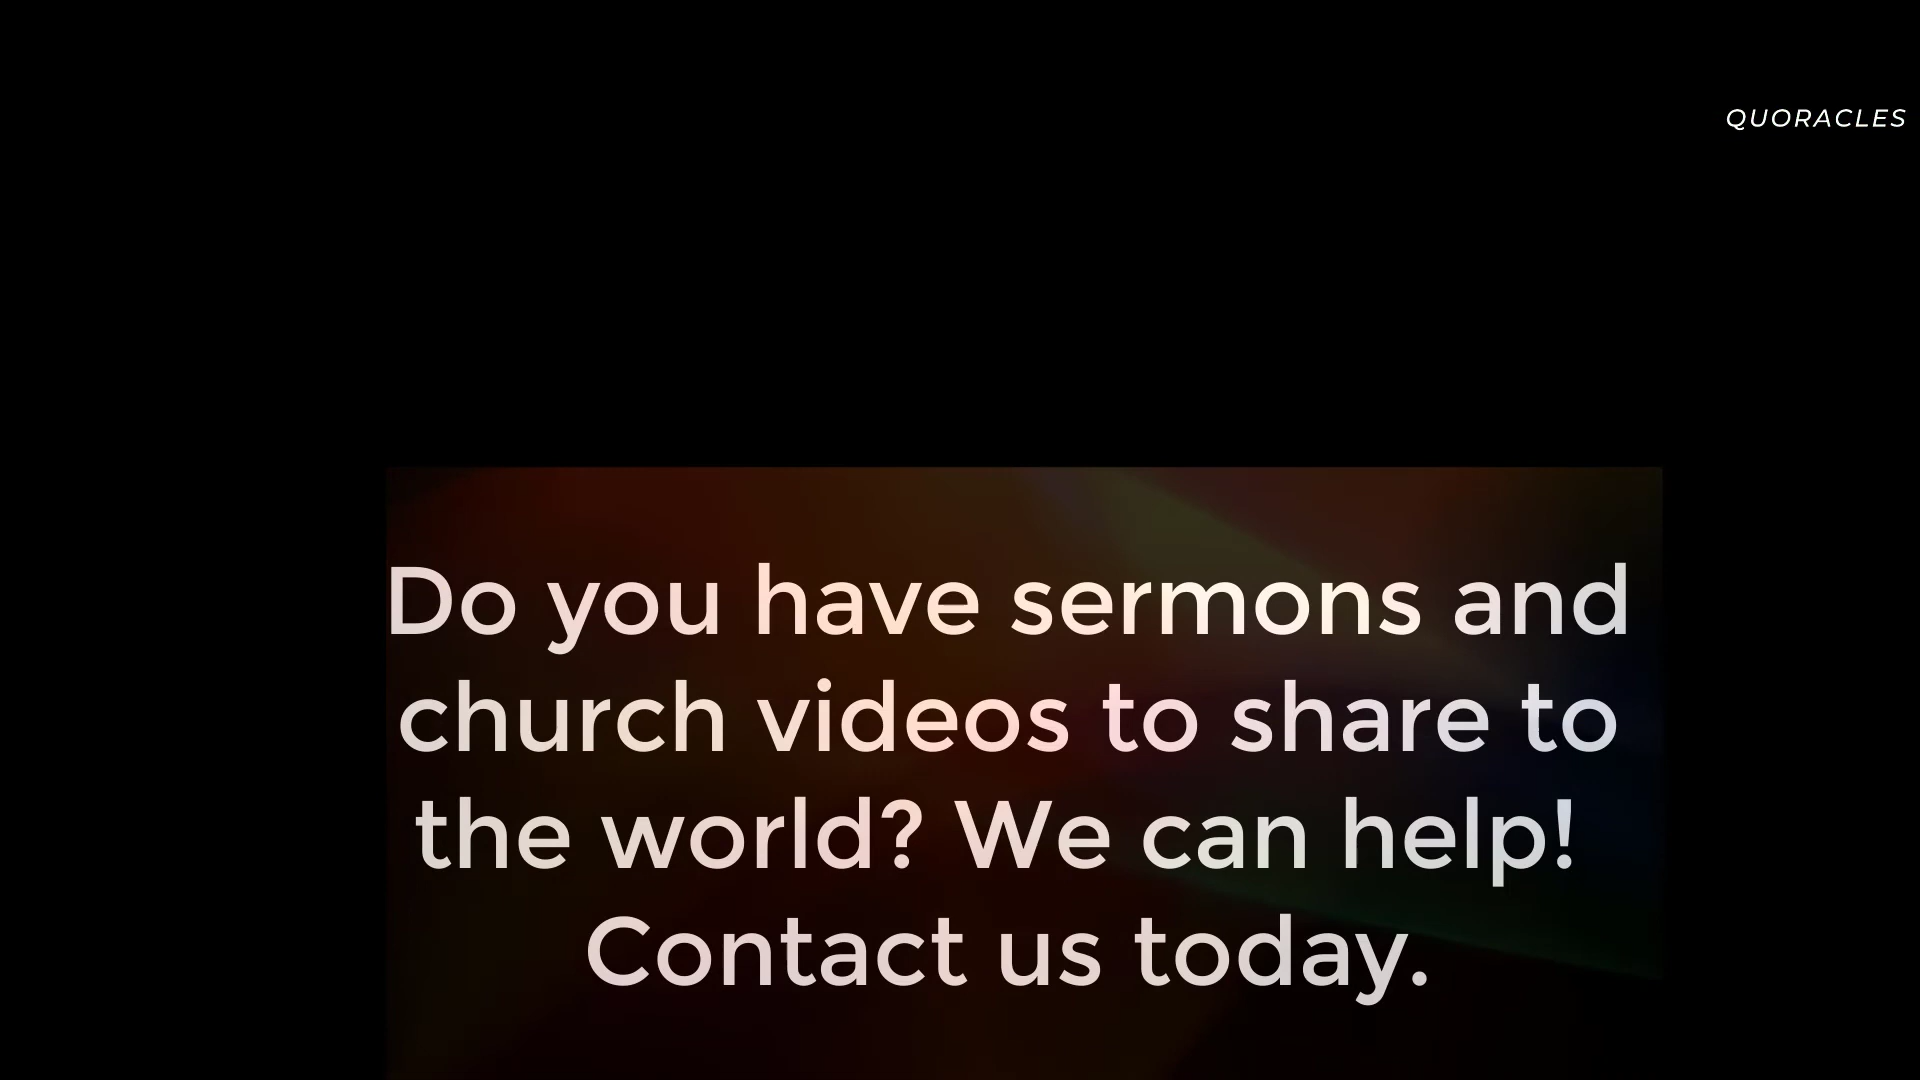 QUORACLES
Do you have sermons and
church videos to share to
the world? We can help!
Contact us today.